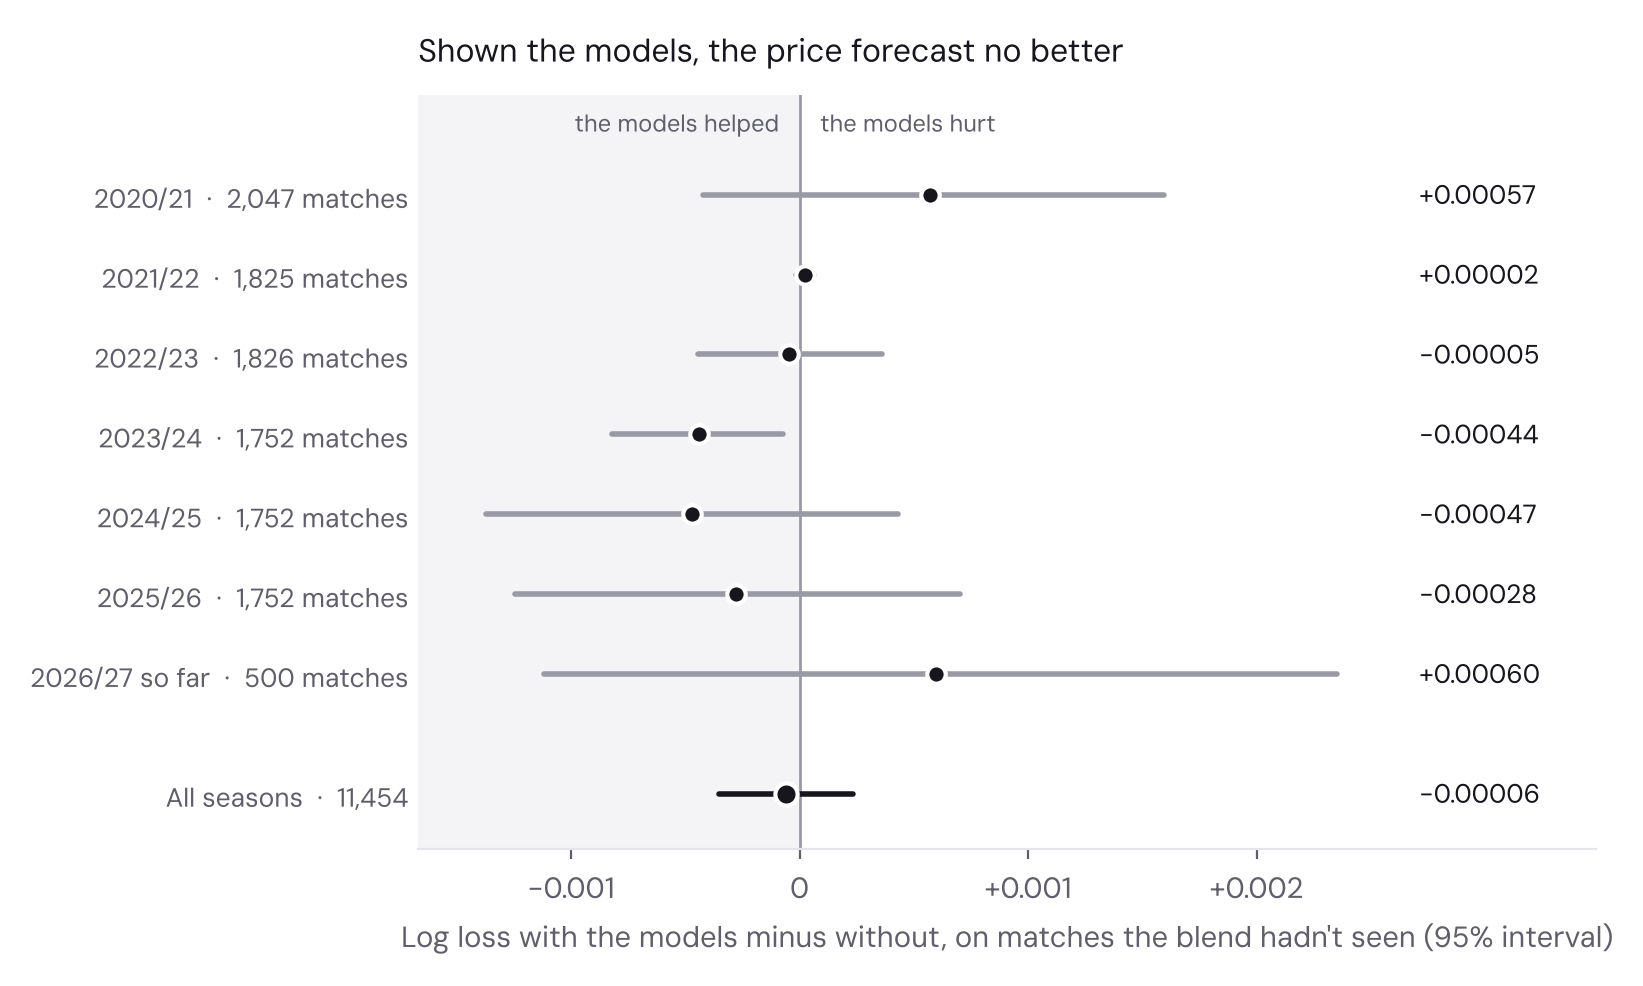 Shown the models, the price forecast no better
the models helped
the models hurt
2020/21 · 2,047 matches
+0.00057
2021/22 · 1,825 matches
+0.00002
2022/23 · 1,826 matches
−0.00005
2023/24 · 1,752 matches
−0.00044
2024/25 · 1,752 matches
−0.00047
2025/26 · 1,752 matches
−0.00028
2026/27 so far · 500 matches
+0.00060
All seasons · 11,454
−0.00006
−0.001
0
+0.001
+0.002
Log loss with the models minus without, on matches the blend hadn't seen (95% interval)